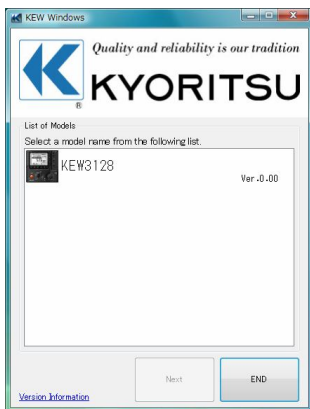 KEW Windows
Quality and reliability is our tradition
KYORITSU
®
List of Models
Select a model name from the following list.
KEW3128
Ver.0.00
Next
END
Version Information